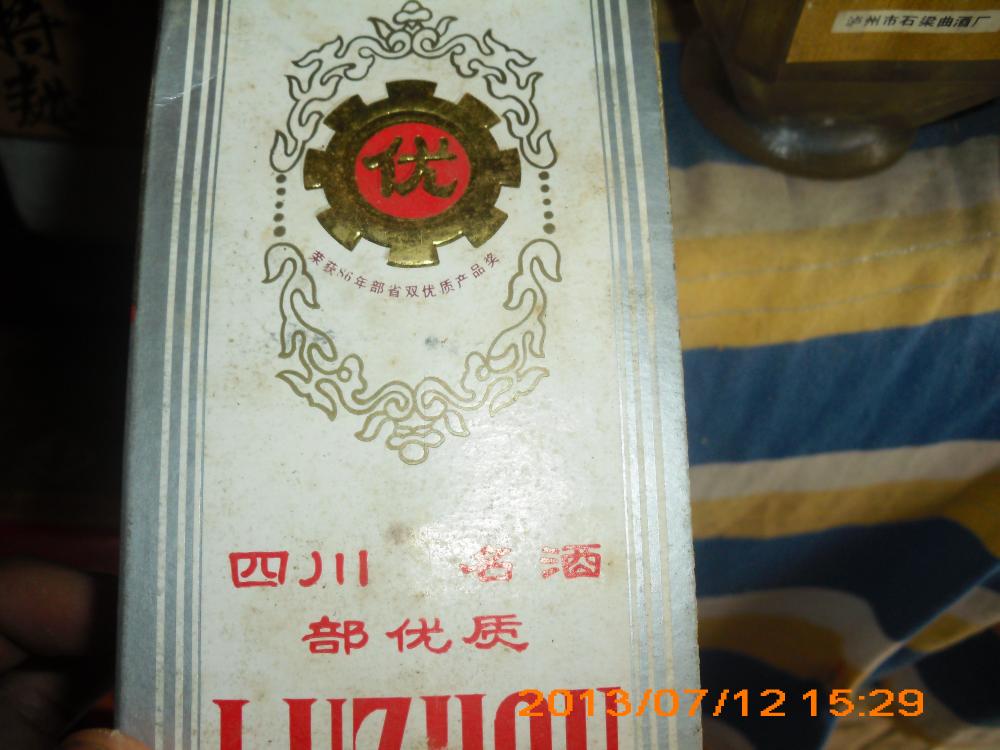 泸州市石梁曲酒厂
优
荣获86年部省双优质产品奖
四川 名酒
部优质
LUZHOU
2013/07/12 15:29